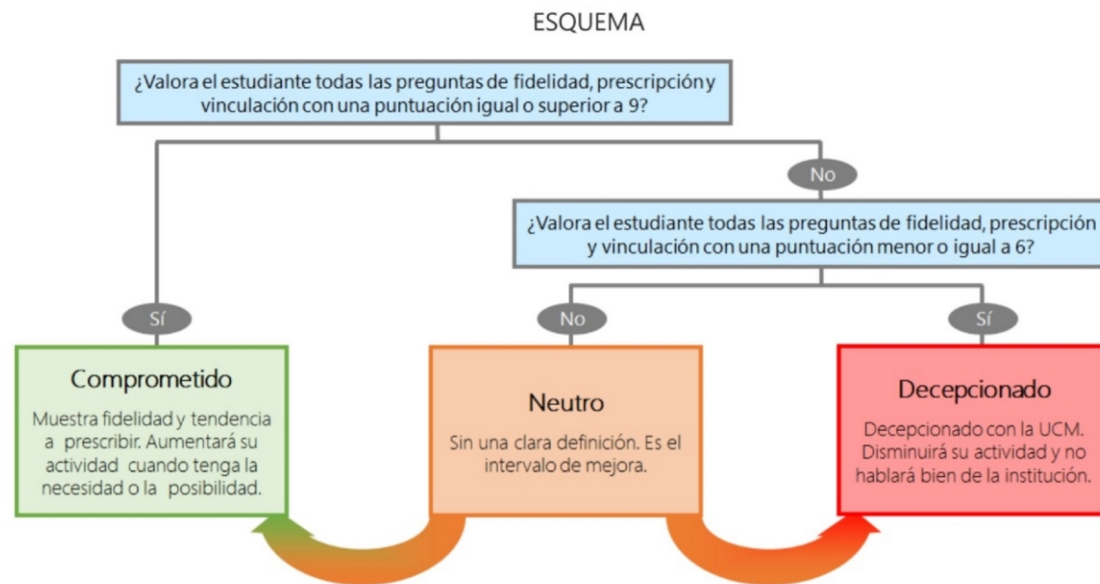 ESQUEMA
¿Valora el estudiante todas las preguntas de fidelidad, prescripción y
vinculación con una puntuación igual o superior a 9?
No
¿Valora el estudiante todas las preguntas de fidelidad, prescripción
y vinculación con una puntuación menor o igual a 6?
Sí
No
Sí
Comprometido
Muestra fidelidad y tendencia
a prescribir. Aumentará su
actividad cuando tenga la
necesidad o la posibilidad.
Neutro
Sin una clara definición. Es el
intervalo de mejora.
Decepcionado
Decepcionado con la UCM.
Disminuirá su actividad y no
hablará bien de la institución.